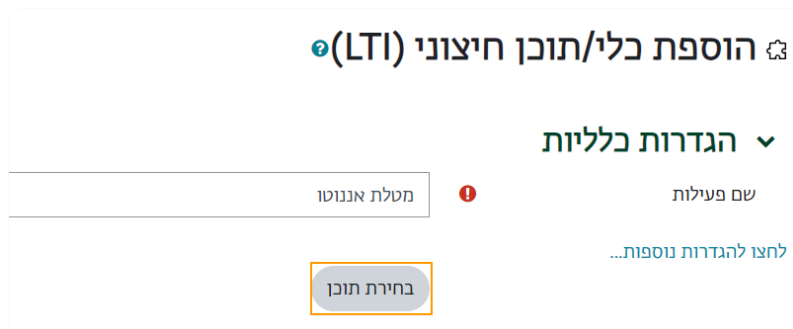 הוספת כלי/תוכן חיצוני (LTI)
הגדרות כלליות
שם פעילות
מטלת אננוטו
לחצו להגדרות נוספות...
בחירת תוכן